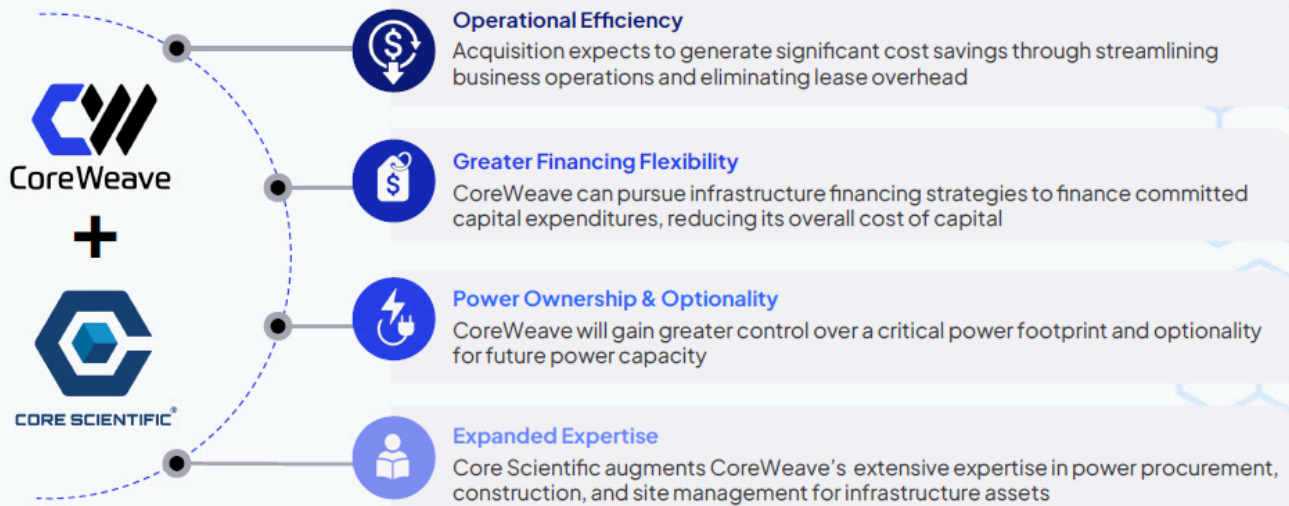 CoreWeave
+
CORE SCIENTIFIC®
Operational Efficiency
Acquisition expects to generate significant cost savings through streamlining
business operations and eliminating lease overhead
Greater Financing Flexibility
CoreWeave can pursue infrastructure financing strategies to finance committed
capital expenditures, reducing its overall cost of capital
Power Ownership & Optionality
CoreWeave will gain greater control over a critical power footprint and optionality
for future power capacity
Expanded Expertise
Core Scientific augments CoreWeave's extensive expertise in power procurement,
construction, and site management for infrastructure assets